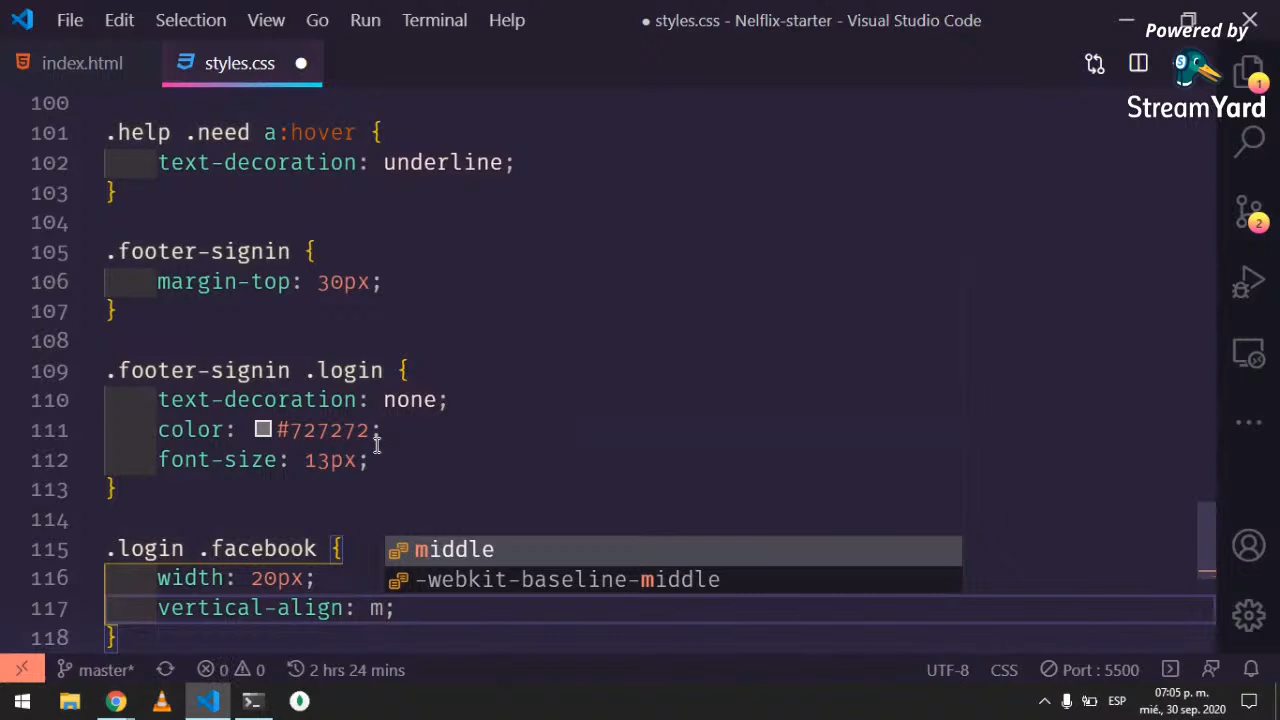 File Edit Selection View Go Run Terminal Help
● styles.css - Nelflix-starter - Visual Studio Code
Powered by
StreamYard
index.html
styles.css
1
2
100
101 .help .need a:hover {
102 text-decoration: underline;
103 }
104
105 .footer-signin {
106 margin-top: 30px;
107 }
108
109 .footer-signin .login {
110 text-decoration: none;
111 color: #727272;
112 font-size: 13px;
113 }
114
115 .login .facebook {
middle
116 width: 20px;
-webkit-baseline-middle
117 vertical-align: m;
118 }
master* 0 0 2 hrs 24 mins
UTF-8 CSS Port : 5500
ESP
07:05 p. m.
mié., 30 sep. 2020